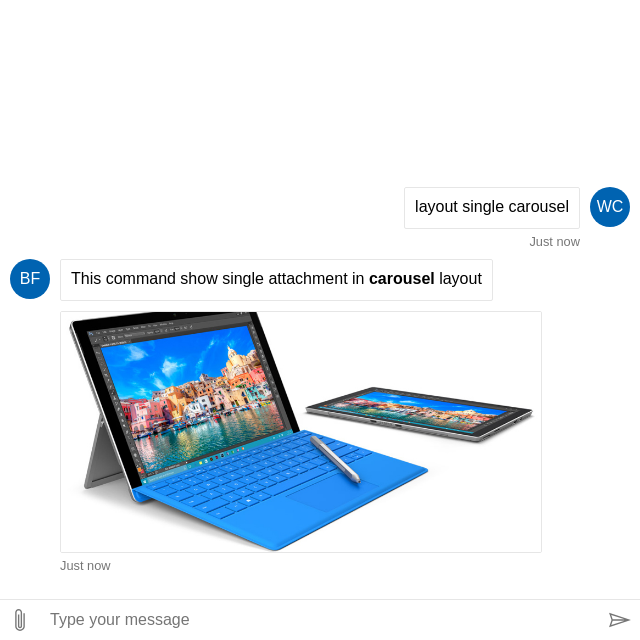 layout single carousel
WC
Just now
BF
This command show single attachment in carousel layout
Just now
Type your message